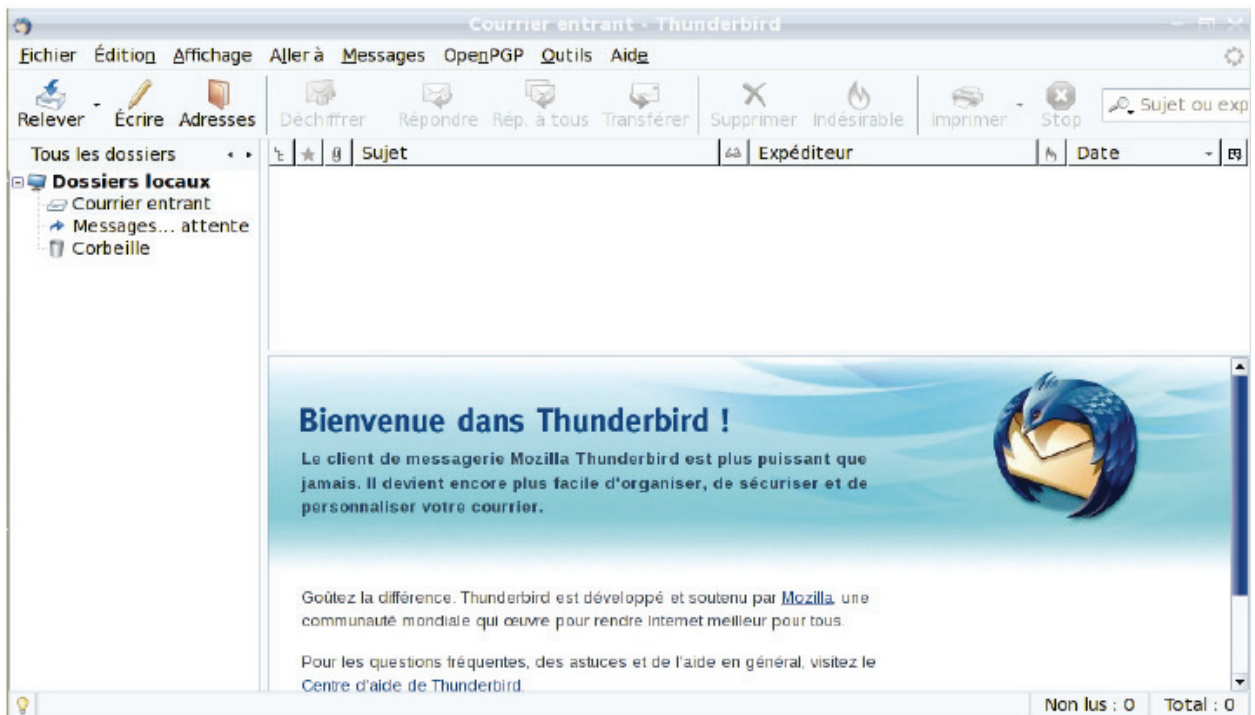 Courrier entrant - Thunderbird
Fichier Édition Affichage Aller à Messages OpenPGP Outils Aide
Relever Écrire Adresses Déchiffrer Répondre Rép. à tous Transférer Supprimer Indésirable Imprimer Stop Sujet ou exp
Tous les dossiers Sujet Expéditeur Date
Dossiers locaux
Courrier entrant
Messages... attente
Corbeille
Bienvenue dans Thunderbird !
Le client de messagerie Mozilla Thunderbird est plus puissant que
jamais. Il devient encore plus facile d'organiser, de sécuriser et de
personnaliser votre courrier.
Goûtez la différence. Thunderbird est développé et soutenu par Mozilla, une
communauté mondiale qui œuvre pour rendre Internet meilleur pour tous.
Pour les questions fréquentes, des astuces et de l'aide en général, visitez le
Centre d'aide de Thunderbird.
Non lus : 0 Total : 0